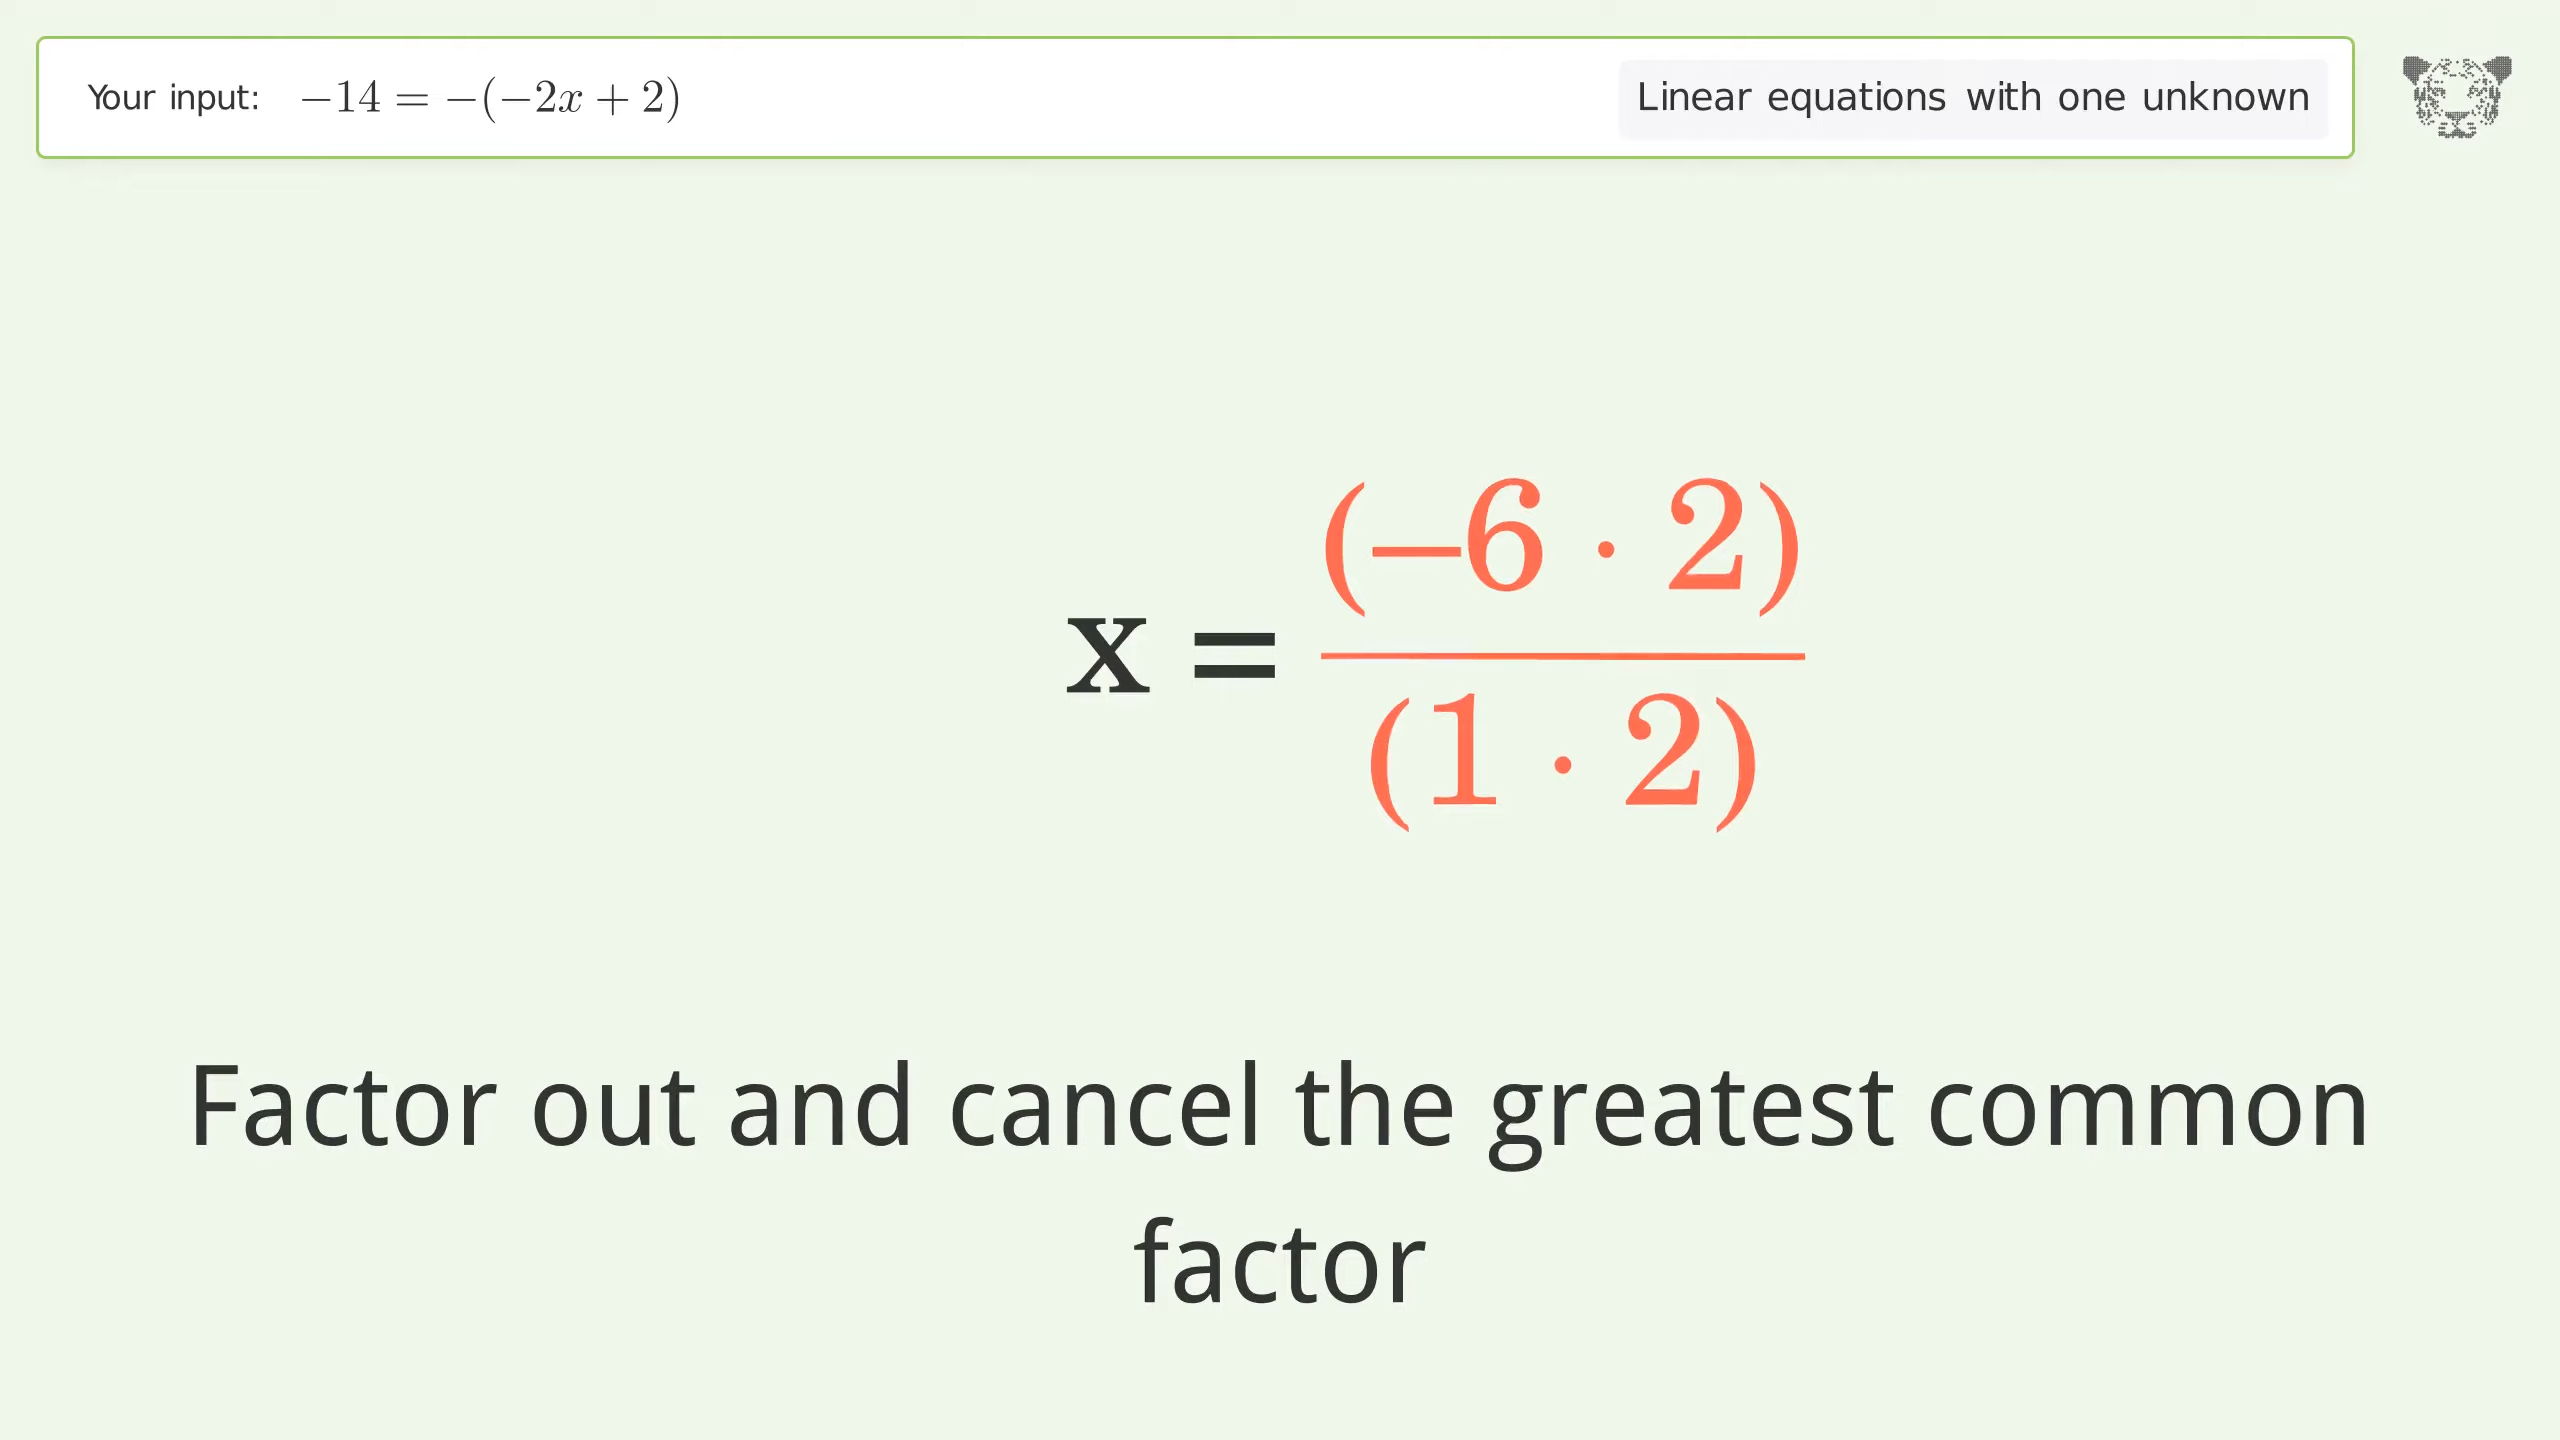 Your input: −14 = −(−2x + 2)
Linear equations with one unknown
x = (−6 · 2) / (1 · 2)
Factor out and cancel the greatest common
factor